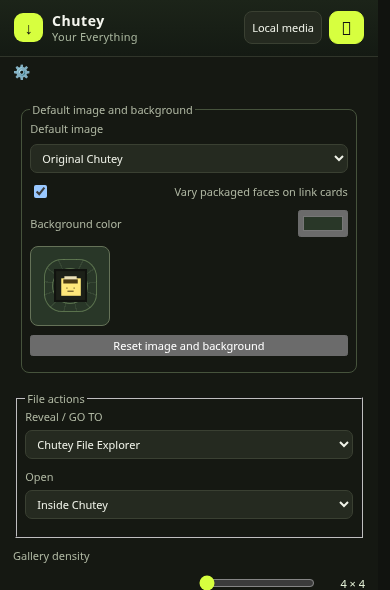 Chutey
Your Everything
Local media
Default image and background
Default image
Original Chutey
Vary packaged faces on link cards
Background color
Reset image and background
File actions
Reveal / GO TO
Chutey File Explorer
Open
Inside Chutey
Gallery density
4 × 4